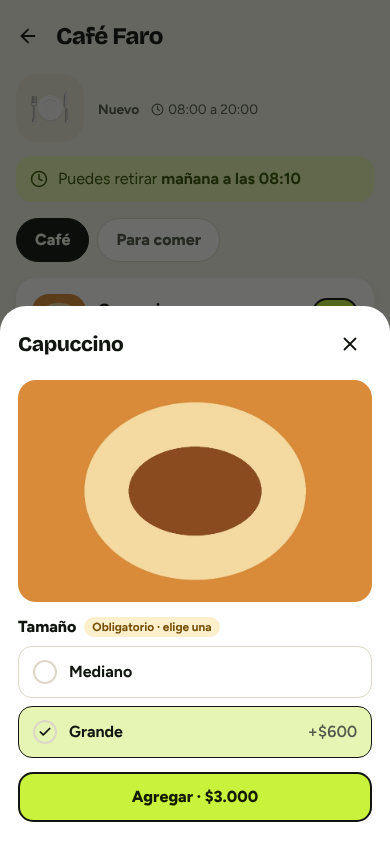 Café Faro
Nuevo 08:00 a 20:00
Puedes retirar mañana a las 08:10
Café Para comer
Capuccino
Tamaño Obligatorio · elige una
Mediano
Grande +$600
Agregar · $3.000